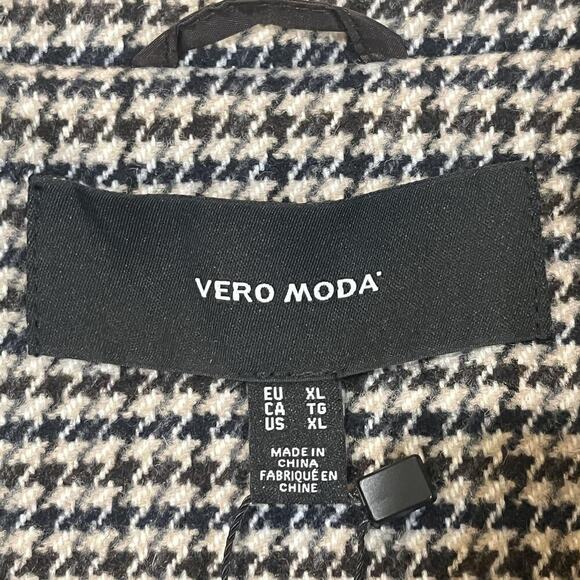 VERO MODA
EU XL
CA TG
US XL
MADE IN
CHINA
FABRIQUÉ EN
CHINE